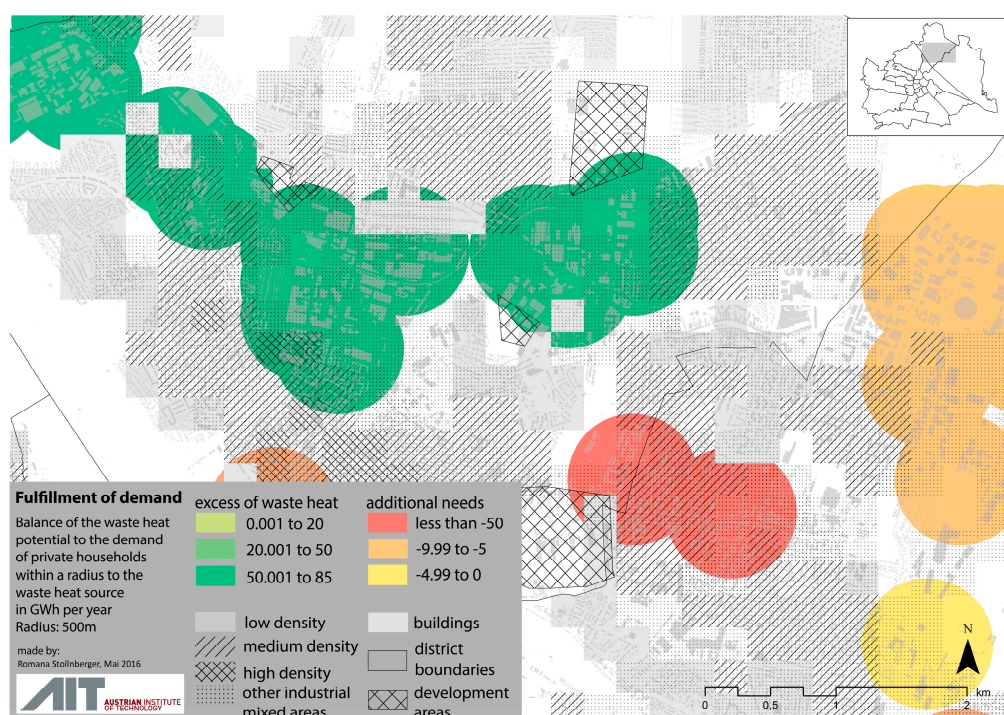 Fulfillment of demand
Balance of the waste heat
potential to the demand
of private households
within a radius to the
waste heat source
in GWh per year
Radius: 500m
made by:
Romana Stollnberger, Mai 2016
AIT AUSTRIAN INSTITUTE
OF TECHNOLOGY
excess of waste heat
0.001 to 20
20.001 to 50
50.001 to 85
low density
medium density
high density
other industrial
mixed areas
additional needs
less than -50
-9.99 to -5
-4.99 to 0
buildings
district
boundaries
development
areas
N
km
0 0.5 1 2